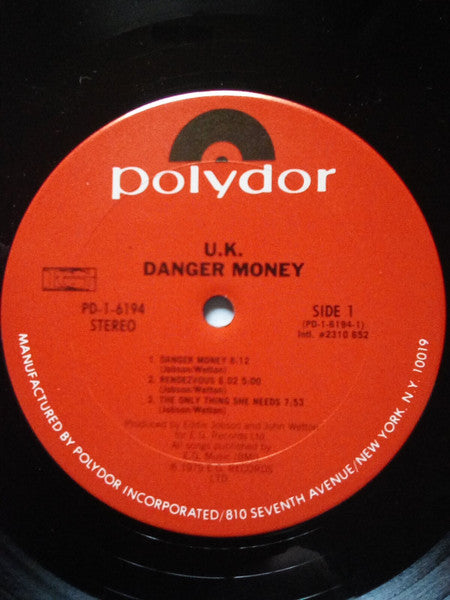 polydor
U.K.
DANGER MONEY
PD-1-6194
STEREO
SIDE 1
(PD-1-6194-1)
Intl. #2310 652
1. DANGER MONEY 8:12
(Jobson/Wetton)
2. RENDEZVOUS 6:02 5:00
(Jobson/Wetton)
3. THE ONLY THING SHE NEEDS 7:53
(Jobson/Wetton)
Produced by Eddie Jobson and John Wetton
for E.G. Records Ltd.
All songs published by
E.G. Music (BMI)
℗ 1979 E.G. RECORDS
LTD.
MANUFACTURED BY POLYDOR INCORPORATED/810 SEVENTH AVENUE/NEW YORK. N.Y. 10019